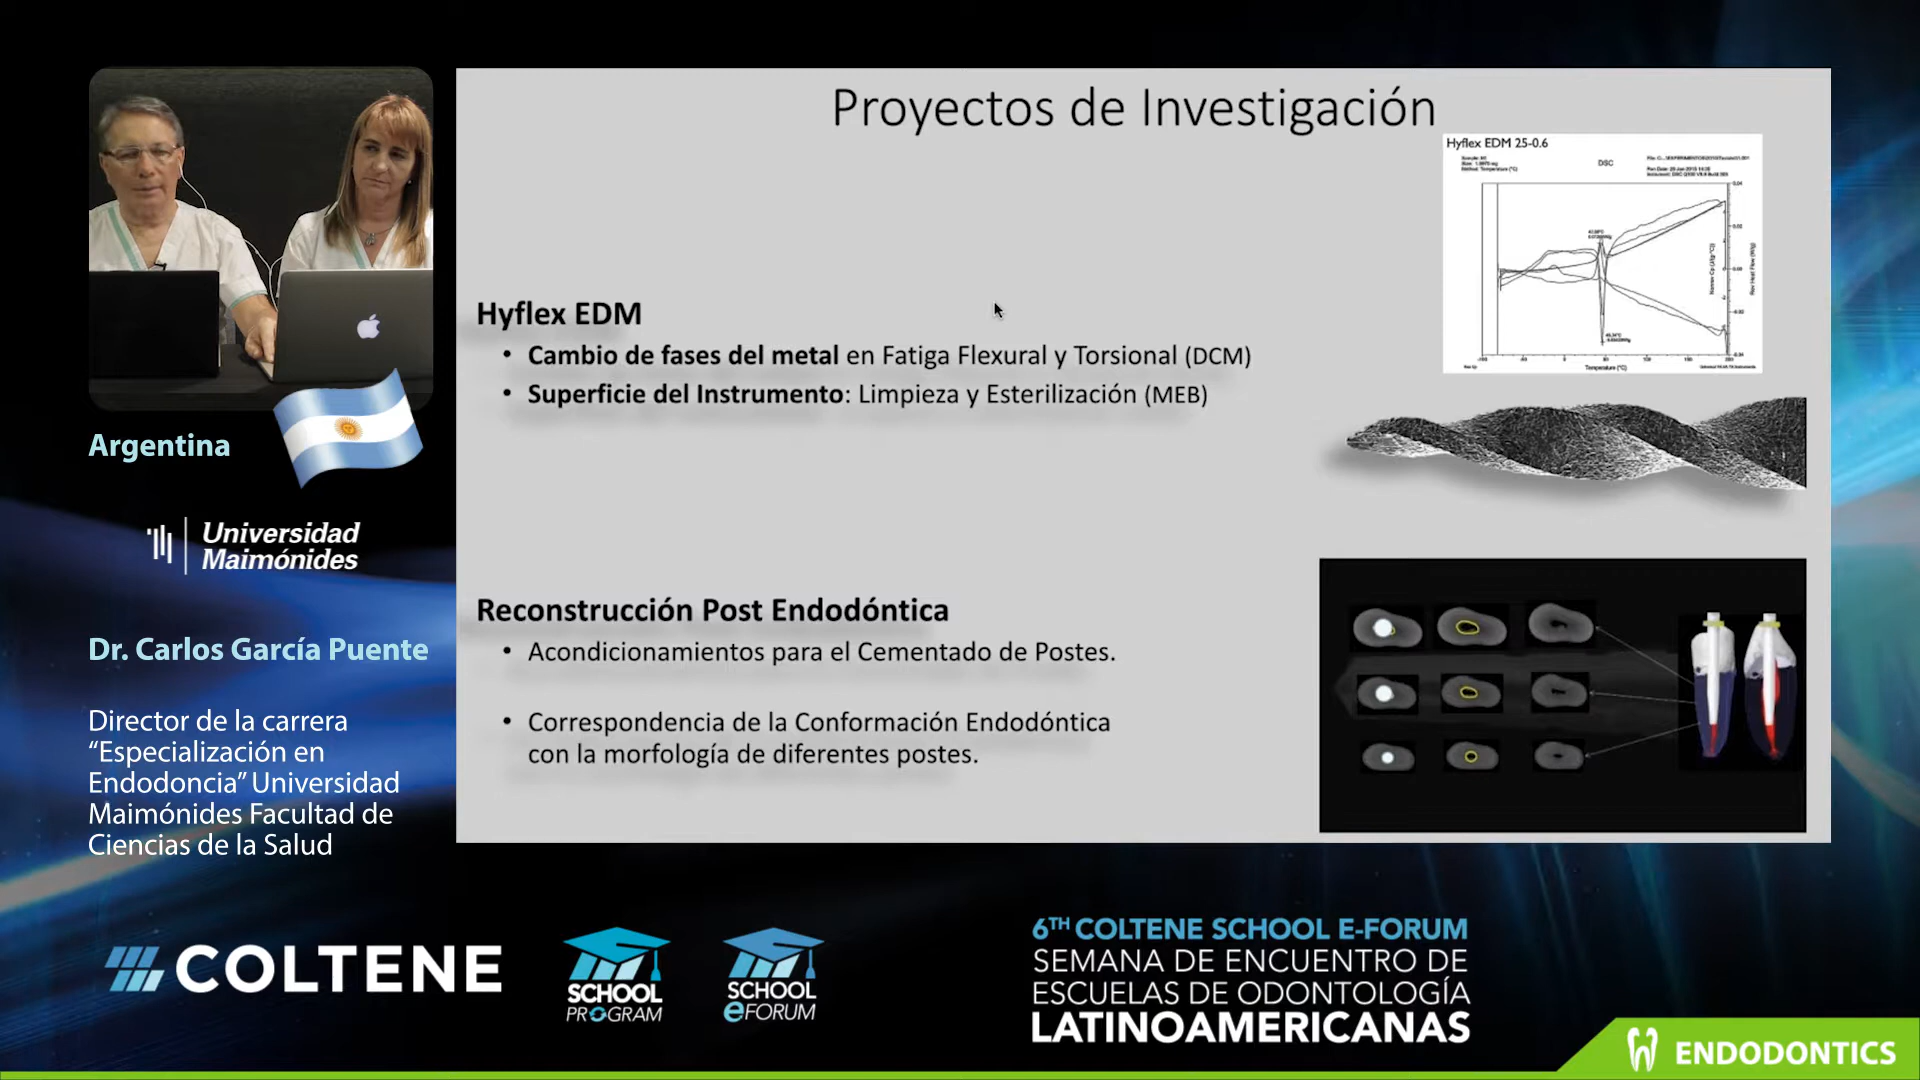 Proyectos de Investigación
Hyflex EDM 25-0.6
DSC
Temperature (°C)
Hyflex EDM
• Cambio de fases del metal en Fatiga Flexural y Torsional (DCM)
• Superficie del Instrumento: Limpieza y Esterilización (MEB)
Reconstrucción Post Endodóntica
• Acondicionamientos para el Cementado de Postes.
• Correspondencia de la Conformación Endodóntica
con la morfología de diferentes postes.
Argentina
Universidad
Maimónides
Dr. Carlos García Puente
Director de la carrera
“Especialización en
Endodoncia” Universidad
Maimónides Facultad de
Ciencias de la Salud
COLTENE
SCHOOL
PROGRAM
SCHOOL
eFORUM
6TH COLTENE SCHOOL E-FORUM
SEMANA DE ENCUENTRO DE
ESCUELAS DE ODONTOLOGÍA
LATINOAMERICANAS
ENDODONTICS